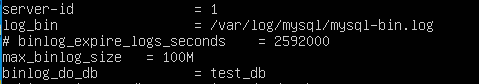 server-id = 1
log_bin = /var/log/mysql/mysql-bin.log
# binlog_expire_logs_seconds = 2592000
max_binlog_size = 100M
binlog_do_db = test_db